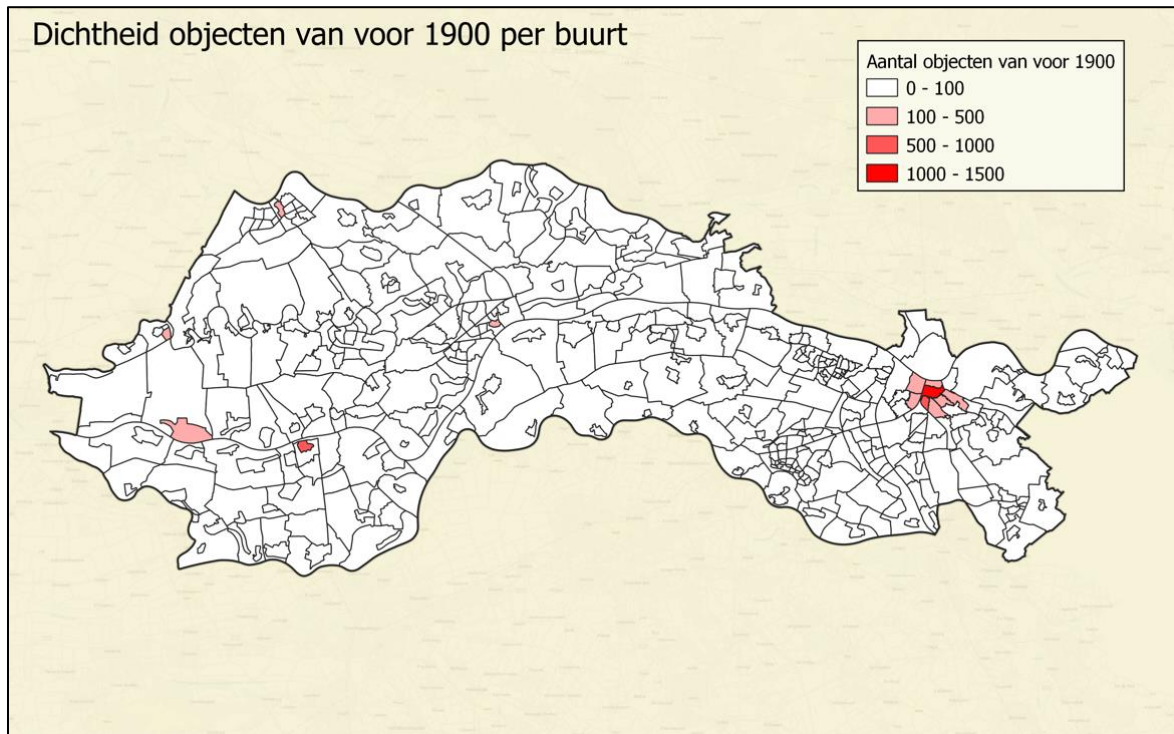 Dichtheid objecten van voor 1900 per buurt
Aantal objecten van voor 1900
0 - 100
100 - 500
500 - 1000
1000 - 1500